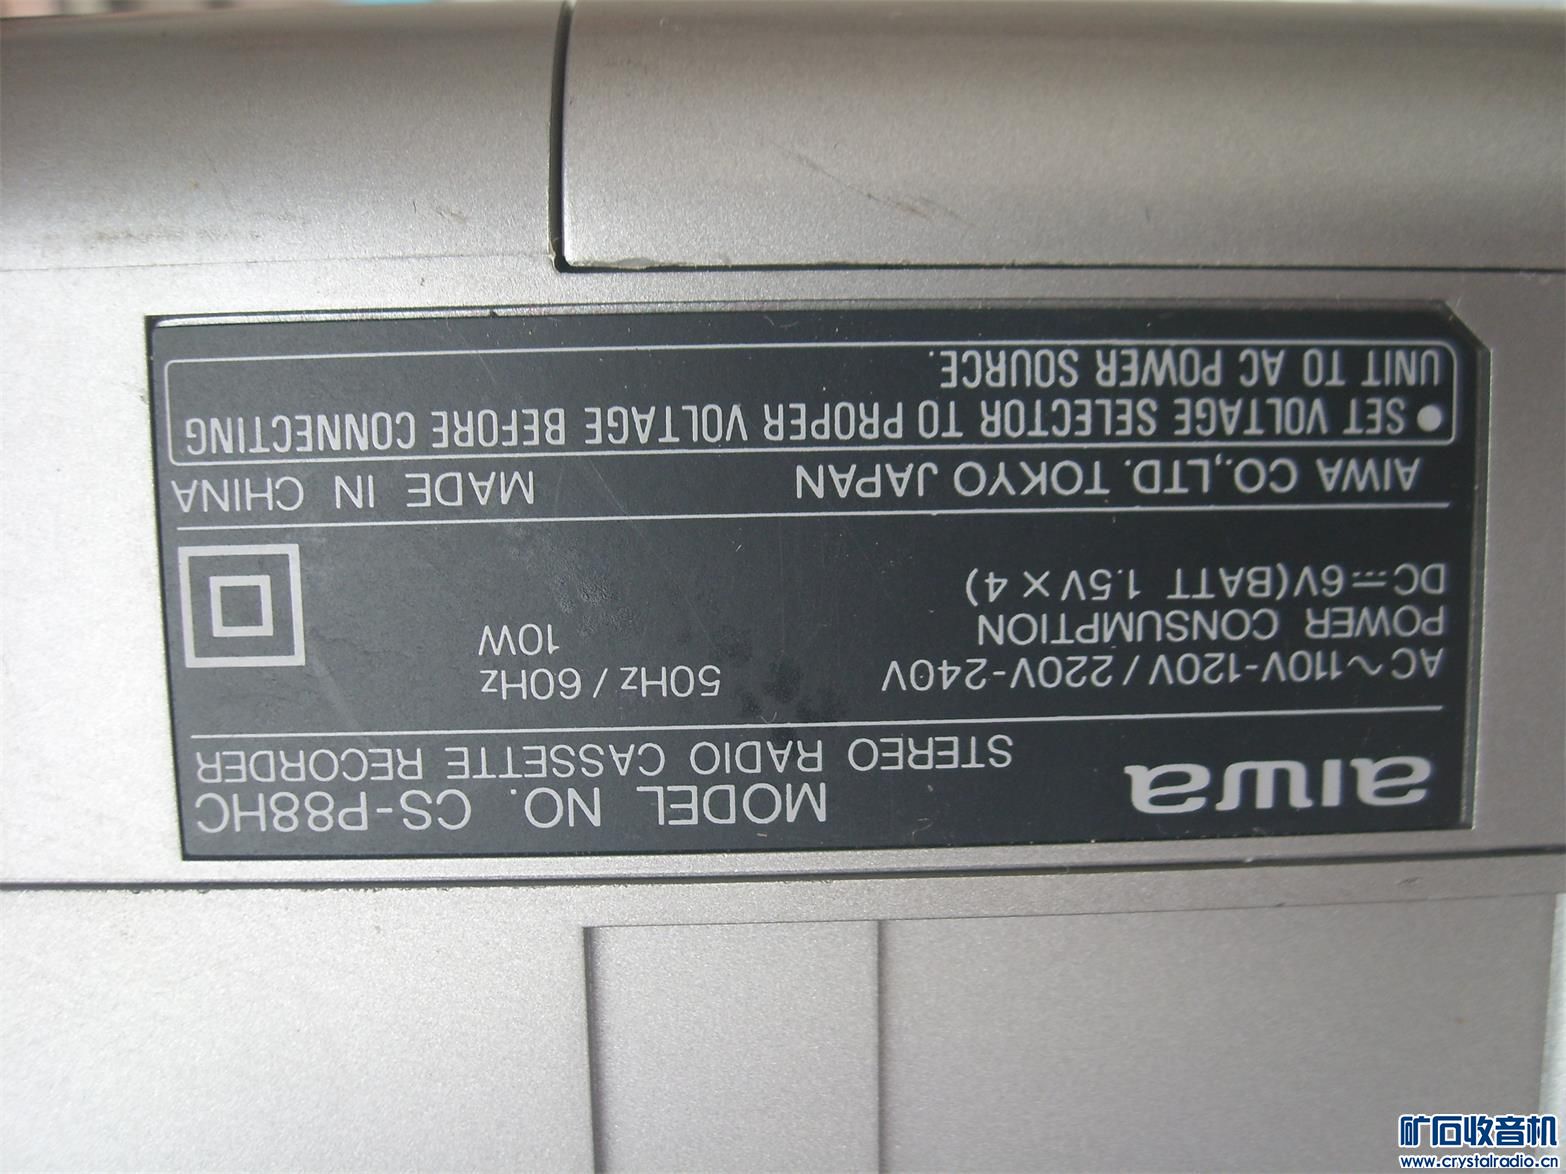 aiwa
MODEL NO. CS-P88HC
STEREO RADIO CASSETTE RECORDER
AC~110V-120V/220V-240V 50Hz/60Hz
POWER CONSUMPTION 10W
DC⎓6V(BATT 1.5V×4)
AIWA CO.,LTD. TOKYO JAPAN MADE IN CHINA
●SET VOLTAGE SELECTOR TO PROPER VOLTAGE BEFORE CONNECTING
UNIT TO AC POWER SOURCE.
矿石收音机
www.crystalradio.cn